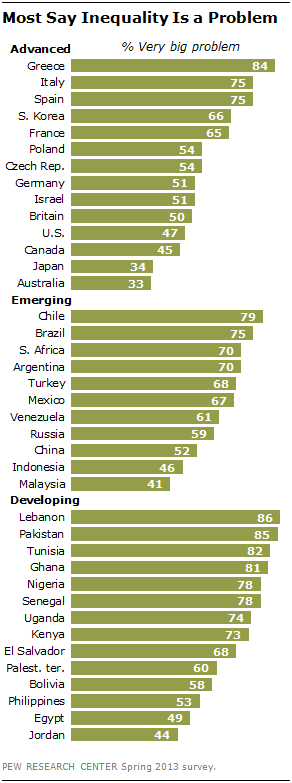 Most Say Inequality Is a Problem
Advanced % Very big problem
Greece 84
Italy 75
Spain 75
S. Korea 66
France 65
Poland 54
Czech Rep. 54
Germany 51
Israel 51
Britain 50
U.S. 47
Canada 45
Japan 34
Australia 33
Emerging
Chile 79
Brazil 75
S. Africa 70
Argentina 70
Turkey 68
Mexico 67
Venezuela 61
Russia 59
China 52
Indonesia 46
Malaysia 41
Developing
Lebanon 86
Pakistan 85
Tunisia 82
Ghana 81
Nigeria 78
Senegal 78
Uganda 74
Kenya 73
El Salvador 68
Palest. ter. 60
Bolivia 58
Philippines 53
Egypt 49
Jordan 44
PEW RESEARCH CENTER Spring 2013 survey.